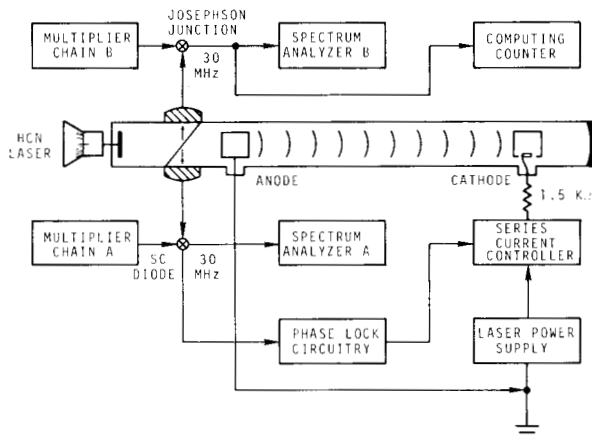 JOSEPHSON
JUNCTION
MULTIPLIER
CHAIN B
30
MHz
SPECTRUM
ANALYZER B
COMPUTING
COUNTER
HCN
LASER
ANODE
CATHODE
1.5 K
MULTIPLIER
CHAIN A
SC
DIODE
30
MHz
SPECTRUM
ANALYZER A
SERIES
CURRENT
CONTROLLER
PHASE LOCK
CIRCUITRY
LASER POWER
SUPPLY